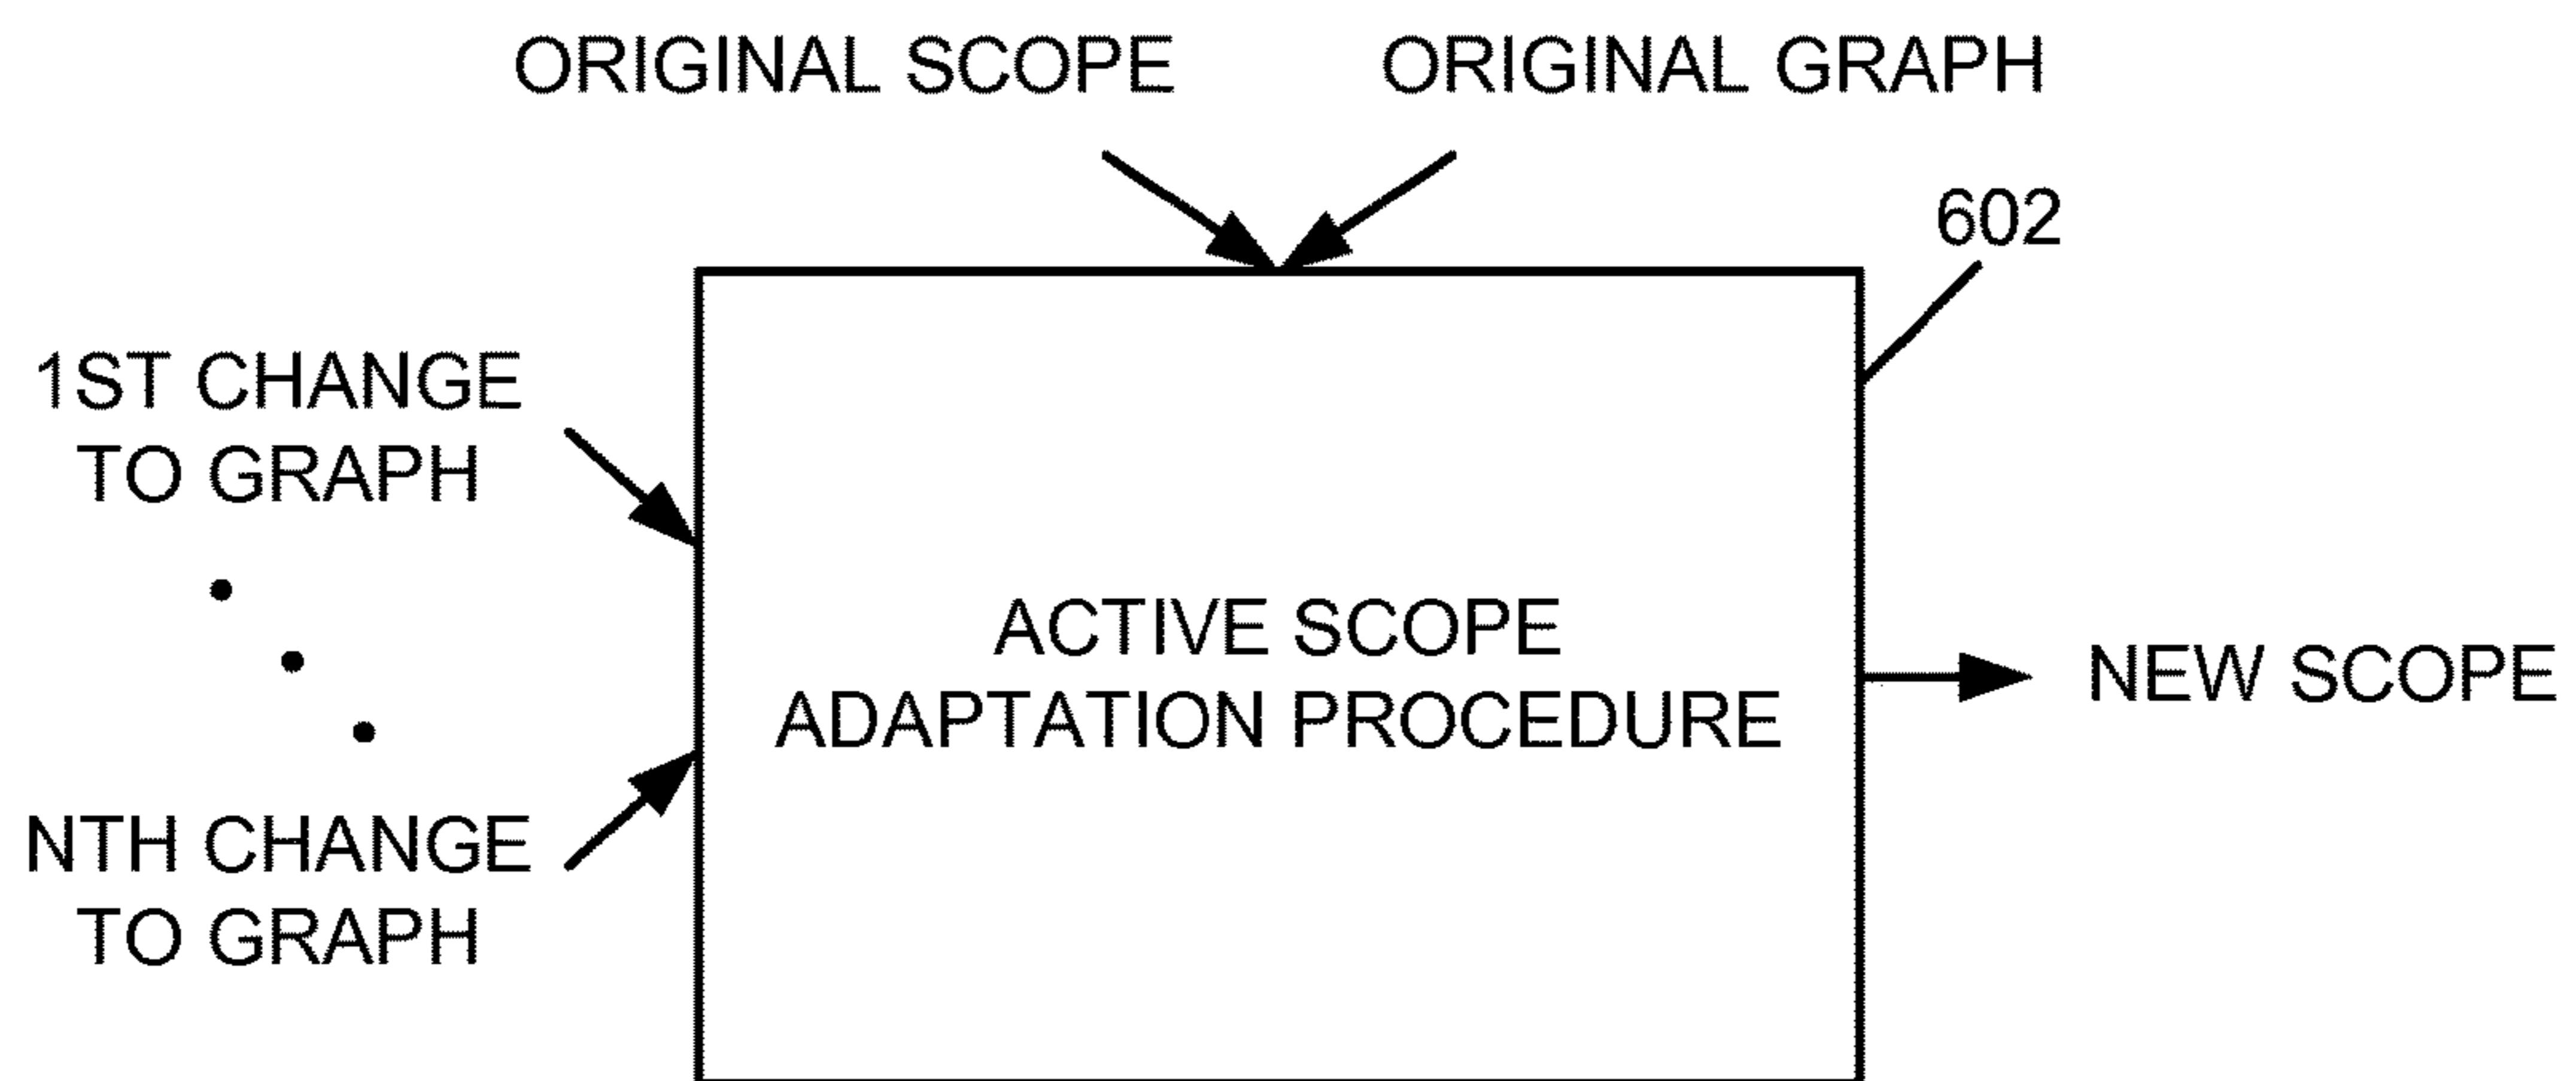 ORIGINAL SCOPE
ORIGINAL GRAPH
602
1ST CHANGE
TO GRAPH
ACTIVE SCOPE
ADAPTATION PROCEDURE
NEW SCOPE
NTH CHANGE
TO GRAPH